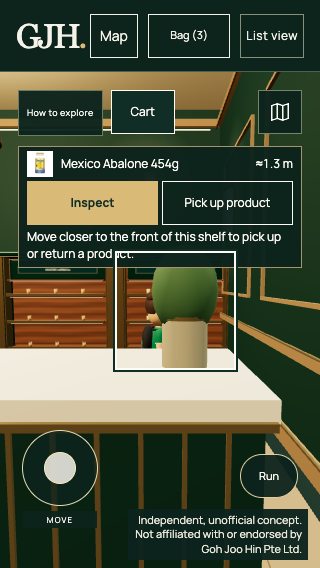 GJH.
Map
Bag (3)
List view
How to explore
Cart
Mexico Abalone 454g
≈1.3 m
Inspect
Pick up product
Move closer to the front of this shelf to pick up
or return a product.
Run
MOVE
Independent, unofficial concept.
Not affiliated with or endorsed by
Goh Joo Hin Pte Ltd.